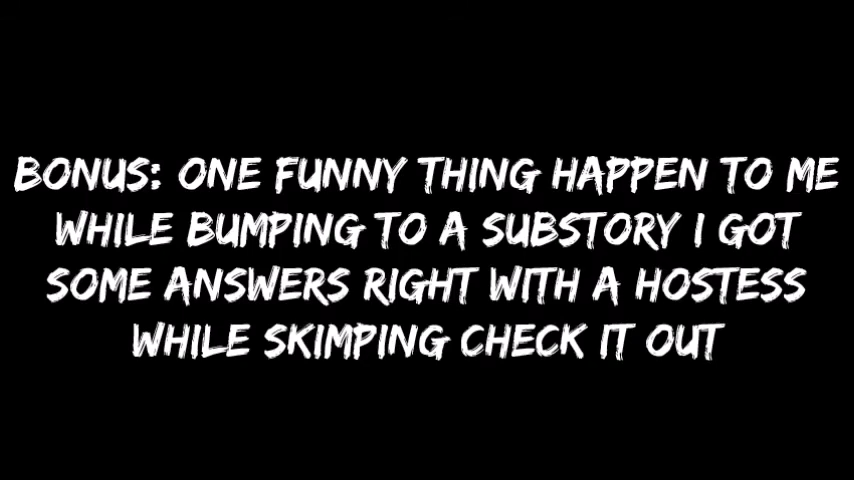 BONUS: ONE FUNNY THING HAPPEN TO ME
WHILE BUMPING TO A SUBSTORY I GOT
SOME ANSWERS RIGHT WITH A HOSTESS
WHILE SKIMPING CHECK IT OUT